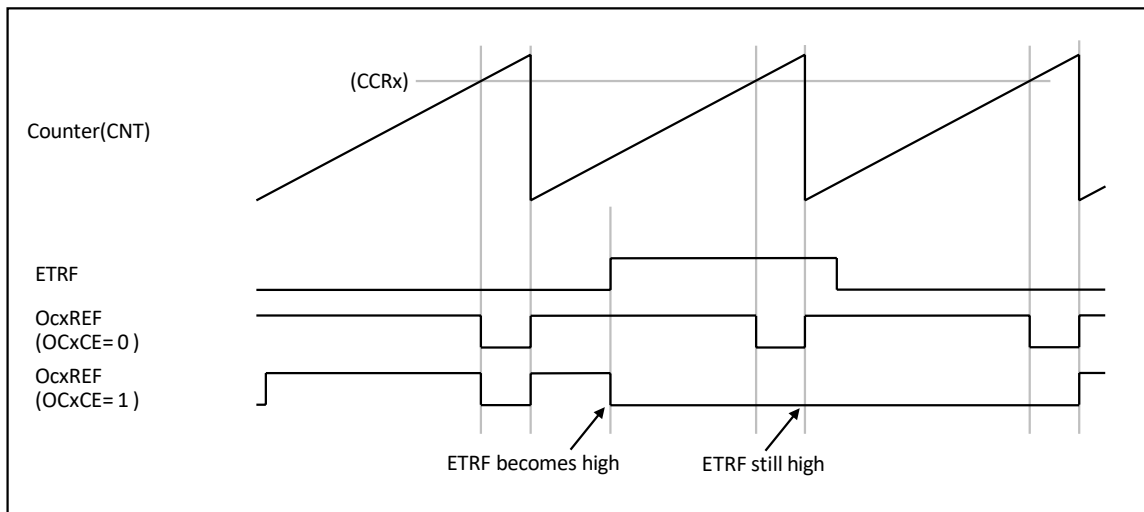 (CCRx)
Counter(CNT)
ETRF
OcxREF
(OCxCE= 0 )
OcxREF
(OCxCE= 1 )
ETRF becomes high
ETRF still high